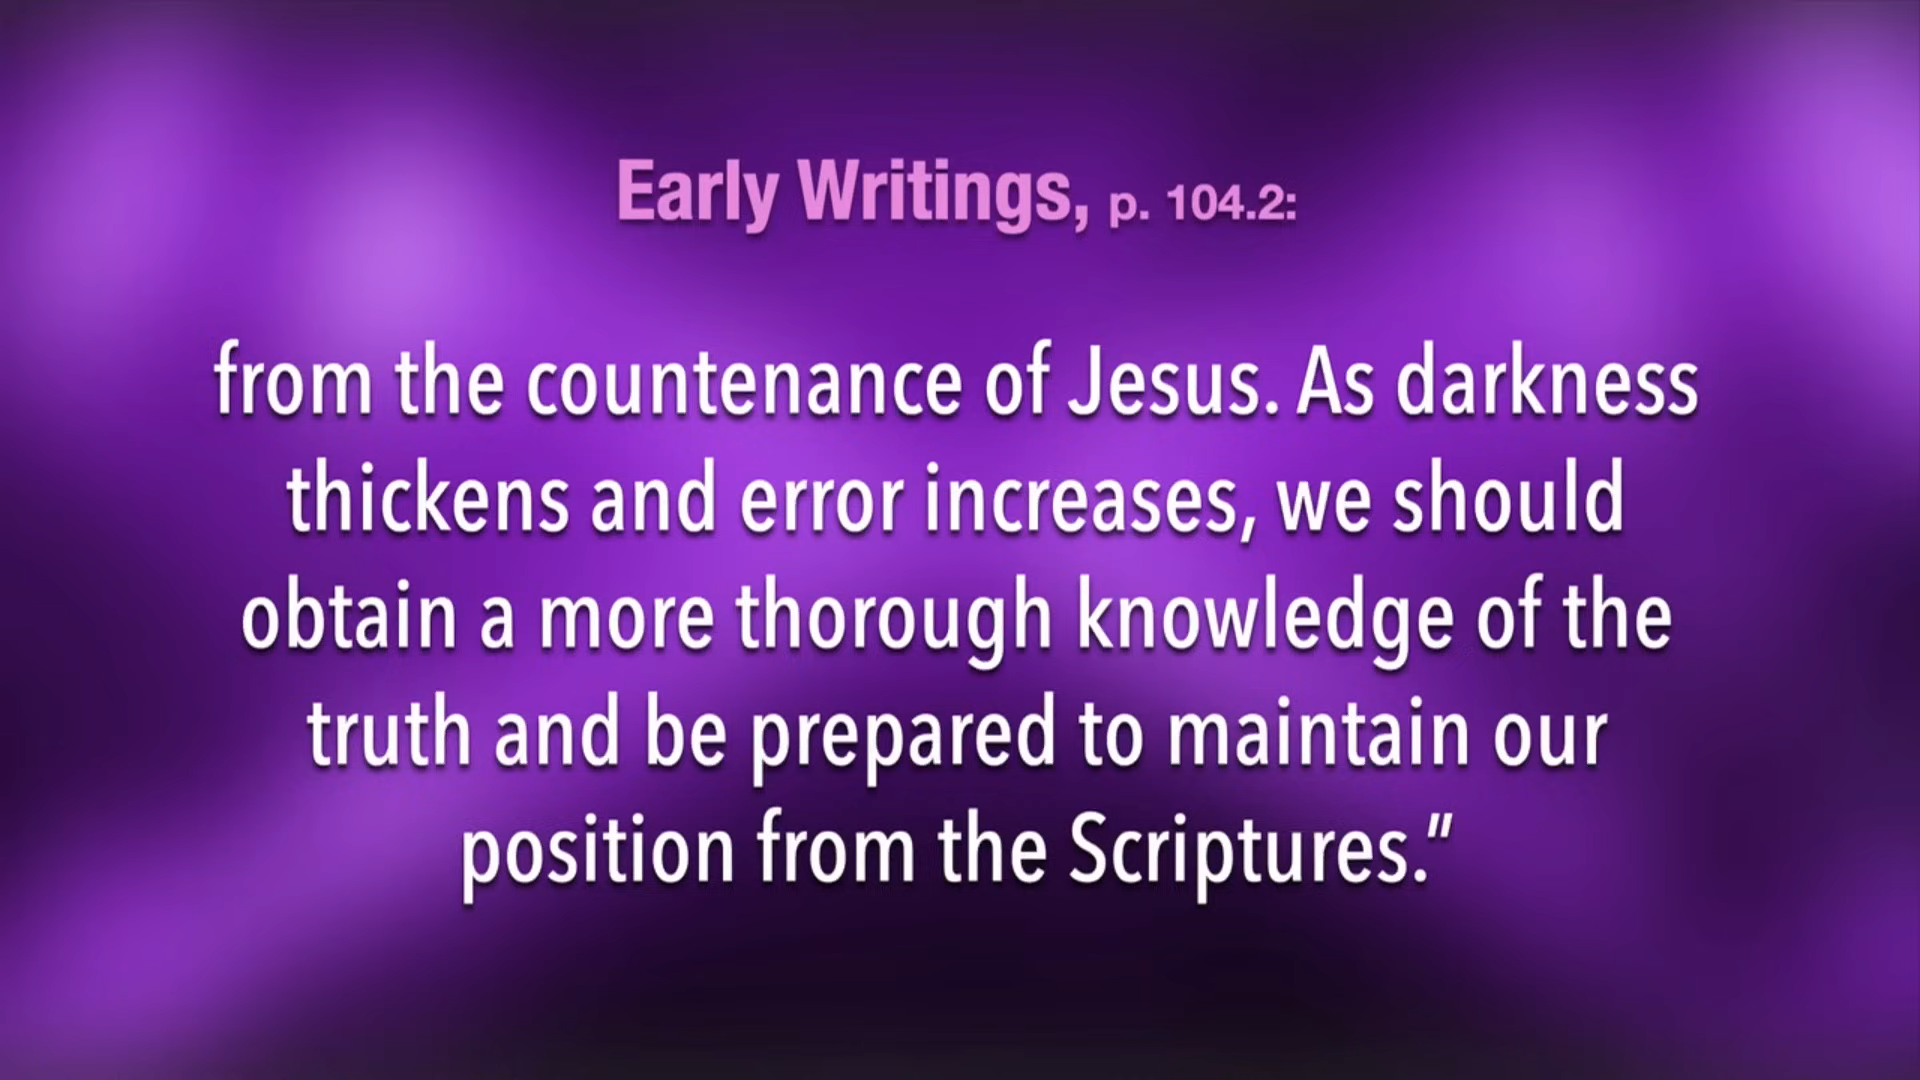 Early Writings, p. 104.2:
from the countenance of Jesus. As darkness
thickens and error increases, we should
obtain a more thorough knowledge of the
truth and be prepared to maintain our
position from the Scriptures.”